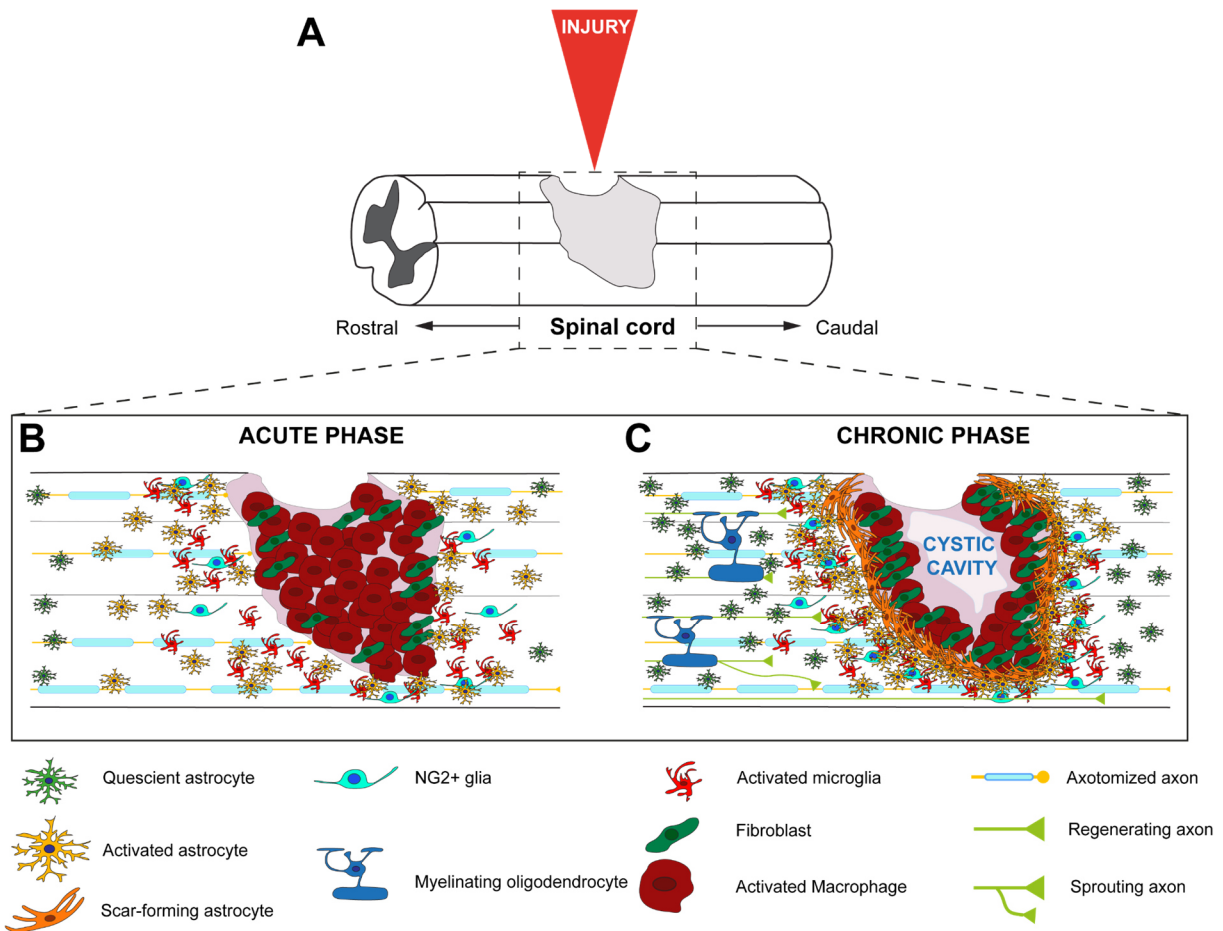 A
INJURY
Rostral
Spinal cord
Caudal
B
ACUTE PHASE
C
CHRONIC PHASE
CYSTIC
CAVITY
Quescient astrocyte
NG2+ glia
Activated microglia
Axotomized axon
Fibroblast
Regenerating axon
Activated astrocyte
Myelinating oligodendrocyte
Activated Macrophage
Sprouting axon
Scar-forming astrocyte